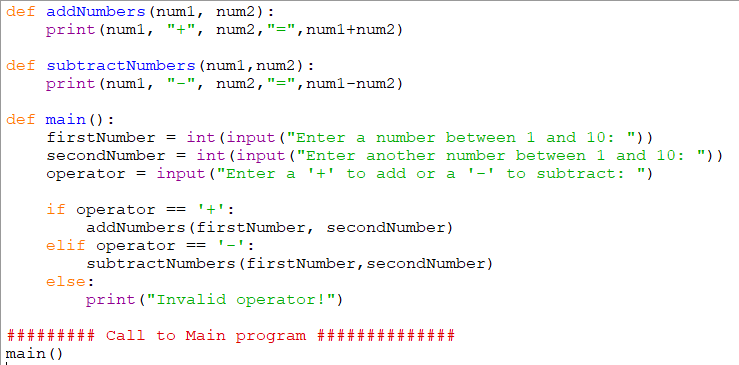 def addNumbers(num1, num2):
    print(num1, "+", num2,"=",num1+num2)

def subtractNumbers(num1,num2):
    print(num1, "-", num2,"=",num1-num2)

def main():
    firstNumber = int(input("Enter a number between 1 and 10: "))
    secondNumber = int(input("Enter another number between 1 and 10: "))
    operator = input("Enter a '+' to add or a '-' to subtract: ")

    if operator == '+':
        addNumbers(firstNumber, secondNumber)
    elif operator == '-':
        subtractNumbers(firstNumber,secondNumber)
    else:
        print("Invalid operator!")

######### Call to Main program ##############
main()